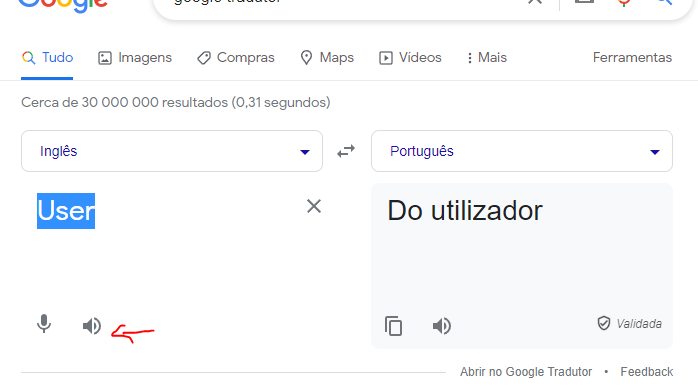 Google google tradutor
Tudo Imagens Compras Maps Vídeos Mais Ferramentas
Cerca de 30 000 000 resultados (0,31 segundos)
Inglês Português
User Do utilizador
Validada
Abrir no Google Tradutor • Feedback